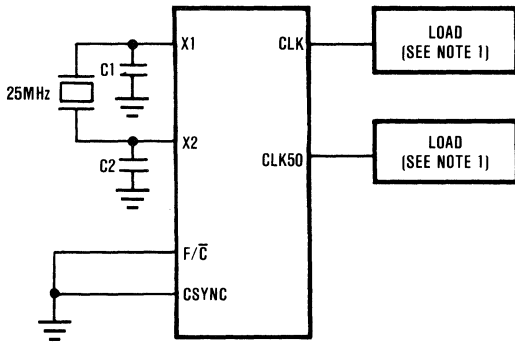 X1
CLK
LOAD
(SEE NOTE 1)
C1
25MHz
X2
LOAD
(SEE NOTE 1)
CLK50
C2
F/C̅
CSYNC